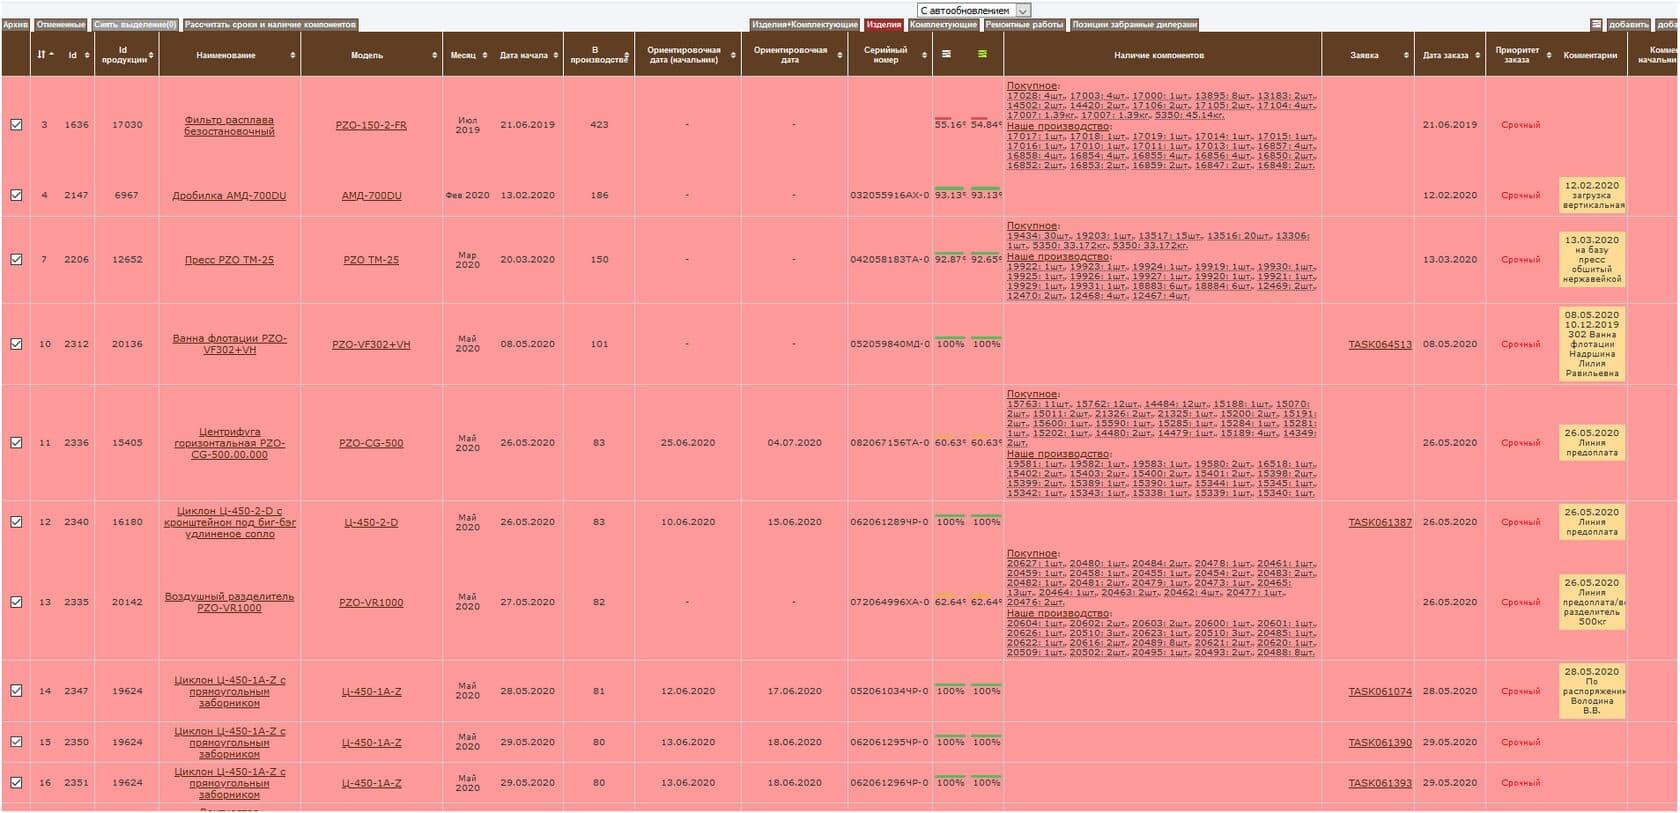 С автообновлением
Архив Отмененные Снять выделение(0) Рассчитать сроки и наличие компонентов Изделия+Комплектующие Изделия Комплектующие Ремонтные работы Позиции забранные дилерами добавить
Id Id продукции Наименование Модель Месяц Дата начала В производстве Ориентировочная дата (начальник) Ориентировочная дата Серийный номер Наличие компонентов Заявка Дата заказа Приоритет заказа Комментарии
3 1636 17030 Фильтр расплава безостановочный PZO-150-2-FR Июл 2019 21.06.2019 423 - - 55.16% 54.84%
Покупное:
17028: 4шт., 17003: 4шт., 17000: 1шт., 13895: 8шт., 13183: 2шт.,
14502: 2шт., 14420: 2шт., 17106: 2шт., 17105: 2шт., 17104: 4шт.,
17007: 1.39кг., 17007: 1.39кг., 5350: 45.14кг.
Наше производство:
17017: 1шт., 17018: 1шт., 17019: 1шт., 17014: 1шт., 17015: 1шт.,
17016: 1шт., 17010: 1шт., 17011: 1шт., 17013: 1шт., 16857: 4шт.,
16858: 4шт., 16854: 4шт., 16855: 4шт., 16856: 4шт., 16850: 2шт.,
16852: 2шт., 16853: 2шт., 16859: 2шт., 16847: 2шт., 16848: 2шт.
21.06.2019 Срочный
4 2147 6967 Дробилка АМД-700DU АМД-700DU Фев 2020 13.02.2020 186 - - 032055916АХ-0 93.13% 93.13% 12.02.2020 Срочный
12.02.2020
загрузка
вертикальная
7 2206 12652 Пресс PZO ТМ-25 PZO ТМ-25 Мар 2020 20.03.2020 150 - - 042058183ТА-0 92.87% 92.65%
Покупное:
19434: 30шт., 19203: 1шт., 13517: 15шт., 13516: 20шт., 13306:
1шт., 5350: 33.172кг., 5350: 33.172кг.
Наше производство:
19922: 1шт., 19923: 1шт., 19924: 1шт., 19919: 1шт., 19930: 1шт.,
19925: 1шт., 19926: 1шт., 19927: 1шт., 19920: 1шт., 19921: 1шт.,
19929: 1шт., 19931: 1шт., 18883: 6шт., 18884: 6шт., 12469: 2шт.,
12470: 2шт., 12468: 4шт., 12467: 4шт.
13.03.2020 Срочный
13.03.2020
на базу
пресс
обшитый
нержавейкой
10 2312 20136 Ванна флотации PZO-VF302+VH PZO-VF302+VH Май 2020 08.05.2020 101 - - 052059840МД-0 100% 100% TASK064513 08.05.2020 Срочный
08.05.2020
10.12.2019
302 Ванна
флотации
Надршина
Лилия
Равильевна
11 2336 15405 Центрифуга горизонтальная PZO-CG-500.00.000 PZO-CG-500 Май 2020 26.05.2020 83 25.06.2020 04.07.2020 082067156ТА-0 60.63% 60.63%
Покупное:
15763: 11шт., 15762: 12шт., 14484: 12шт., 15188: 1шт., 15070:
2шт., 15011: 2шт., 21326: 2шт., 21325: 1шт., 15200: 2шт., 15191:
1шт., 15600: 1шт., 15590: 1шт., 15285: 1шт., 15284: 1шт., 15281:
1шт., 15202: 1шт., 14480: 2шт., 14479: 1шт., 15189: 4шт., 14349:
2шт.
Наше производство:
19581: 1шт., 19582: 1шт., 19583: 1шт., 19580: 2шт., 16518: 1шт.,
15402: 2шт., 15403: 2шт., 15400: 2шт., 15401: 2шт., 15398: 2шт.,
15399: 2шт., 15389: 1шт., 15390: 1шт., 15344: 1шт., 15345: 1шт.,
15342: 1шт., 15343: 1шт., 15338: 1шт., 15339: 1шт., 15340: 1шт.
26.05.2020 Срочный
26.05.2020
Линия
предоплата
12 2340 16180 Циклон Ц-450-2-D с кронштейном под биг-бэг удлиненое сопло Ц-450-2-D Май 2020 26.05.2020 83 10.06.2020 15.06.2020 062061289ЧР-0 100% 100% TASK061387 26.05.2020 Срочный
26.05.2020
Линия
предоплата
13 2335 20142 Воздушный разделитель PZO-VR1000 PZO-VR1000 Май 2020 27.05.2020 82 - - 072064996ХА-0 62.64% 62.64%
Покупное:
20627: 1шт., 20480: 1шт., 20484: 2шт., 20478: 1шт., 20461: 1шт.,
20459: 1шт., 20458: 1шт., 20455: 1шт., 20454: 2шт., 20483: 2шт.,
20482: 1шт., 20481: 2шт., 20479: 1шт., 20473: 1шт., 20465:
13шт., 20464: 1шт., 20463: 2шт., 20462: 4шт., 20477: 1шт.,
20476: 2шт.
Наше производство:
20604: 1шт., 20602: 2шт., 20603: 2шт., 20600: 1шт., 20601: 1шт.,
20626: 1шт., 20510: 3шт., 20623: 1шт., 20510: 3шт., 20485: 1шт.,
20622: 1шт., 20616: 2шт., 20489: 8шт., 20621: 2шт., 20620: 1шт.,
20509: 1шт., 20502: 2шт., 20495: 1шт., 20493: 2шт., 20488: 8шт.
26.05.2020 Срочный
26.05.2020
Линия
предоплата/во
разделитель
500кг
14 2347 19624 Циклон Ц-450-1A-Z с прямоугольным заборником Ц-450-1A-Z Май 2020 28.05.2020 81 12.06.2020 17.06.2020 052061034ЧР-0 100% 100% TASK061074 28.05.2020 Срочный
28.05.2020
По
распоряжени
Володина
В.В.
15 2350 19624 Циклон Ц-450-1A-Z с прямоугольным заборником Ц-450-1A-Z Май 2020 29.05.2020 80 13.06.2020 18.06.2020 062061295ЧР-0 100% 100% TASK061390 29.05.2020 Срочный
16 2351 19624 Циклон Ц-450-1A-Z с прямоугольным заборником Ц-450-1A-Z Май 2020 29.05.2020 80 13.06.2020 18.06.2020 062061296ЧР-0 100% 100% TASK061393 29.05.2020 Срочный